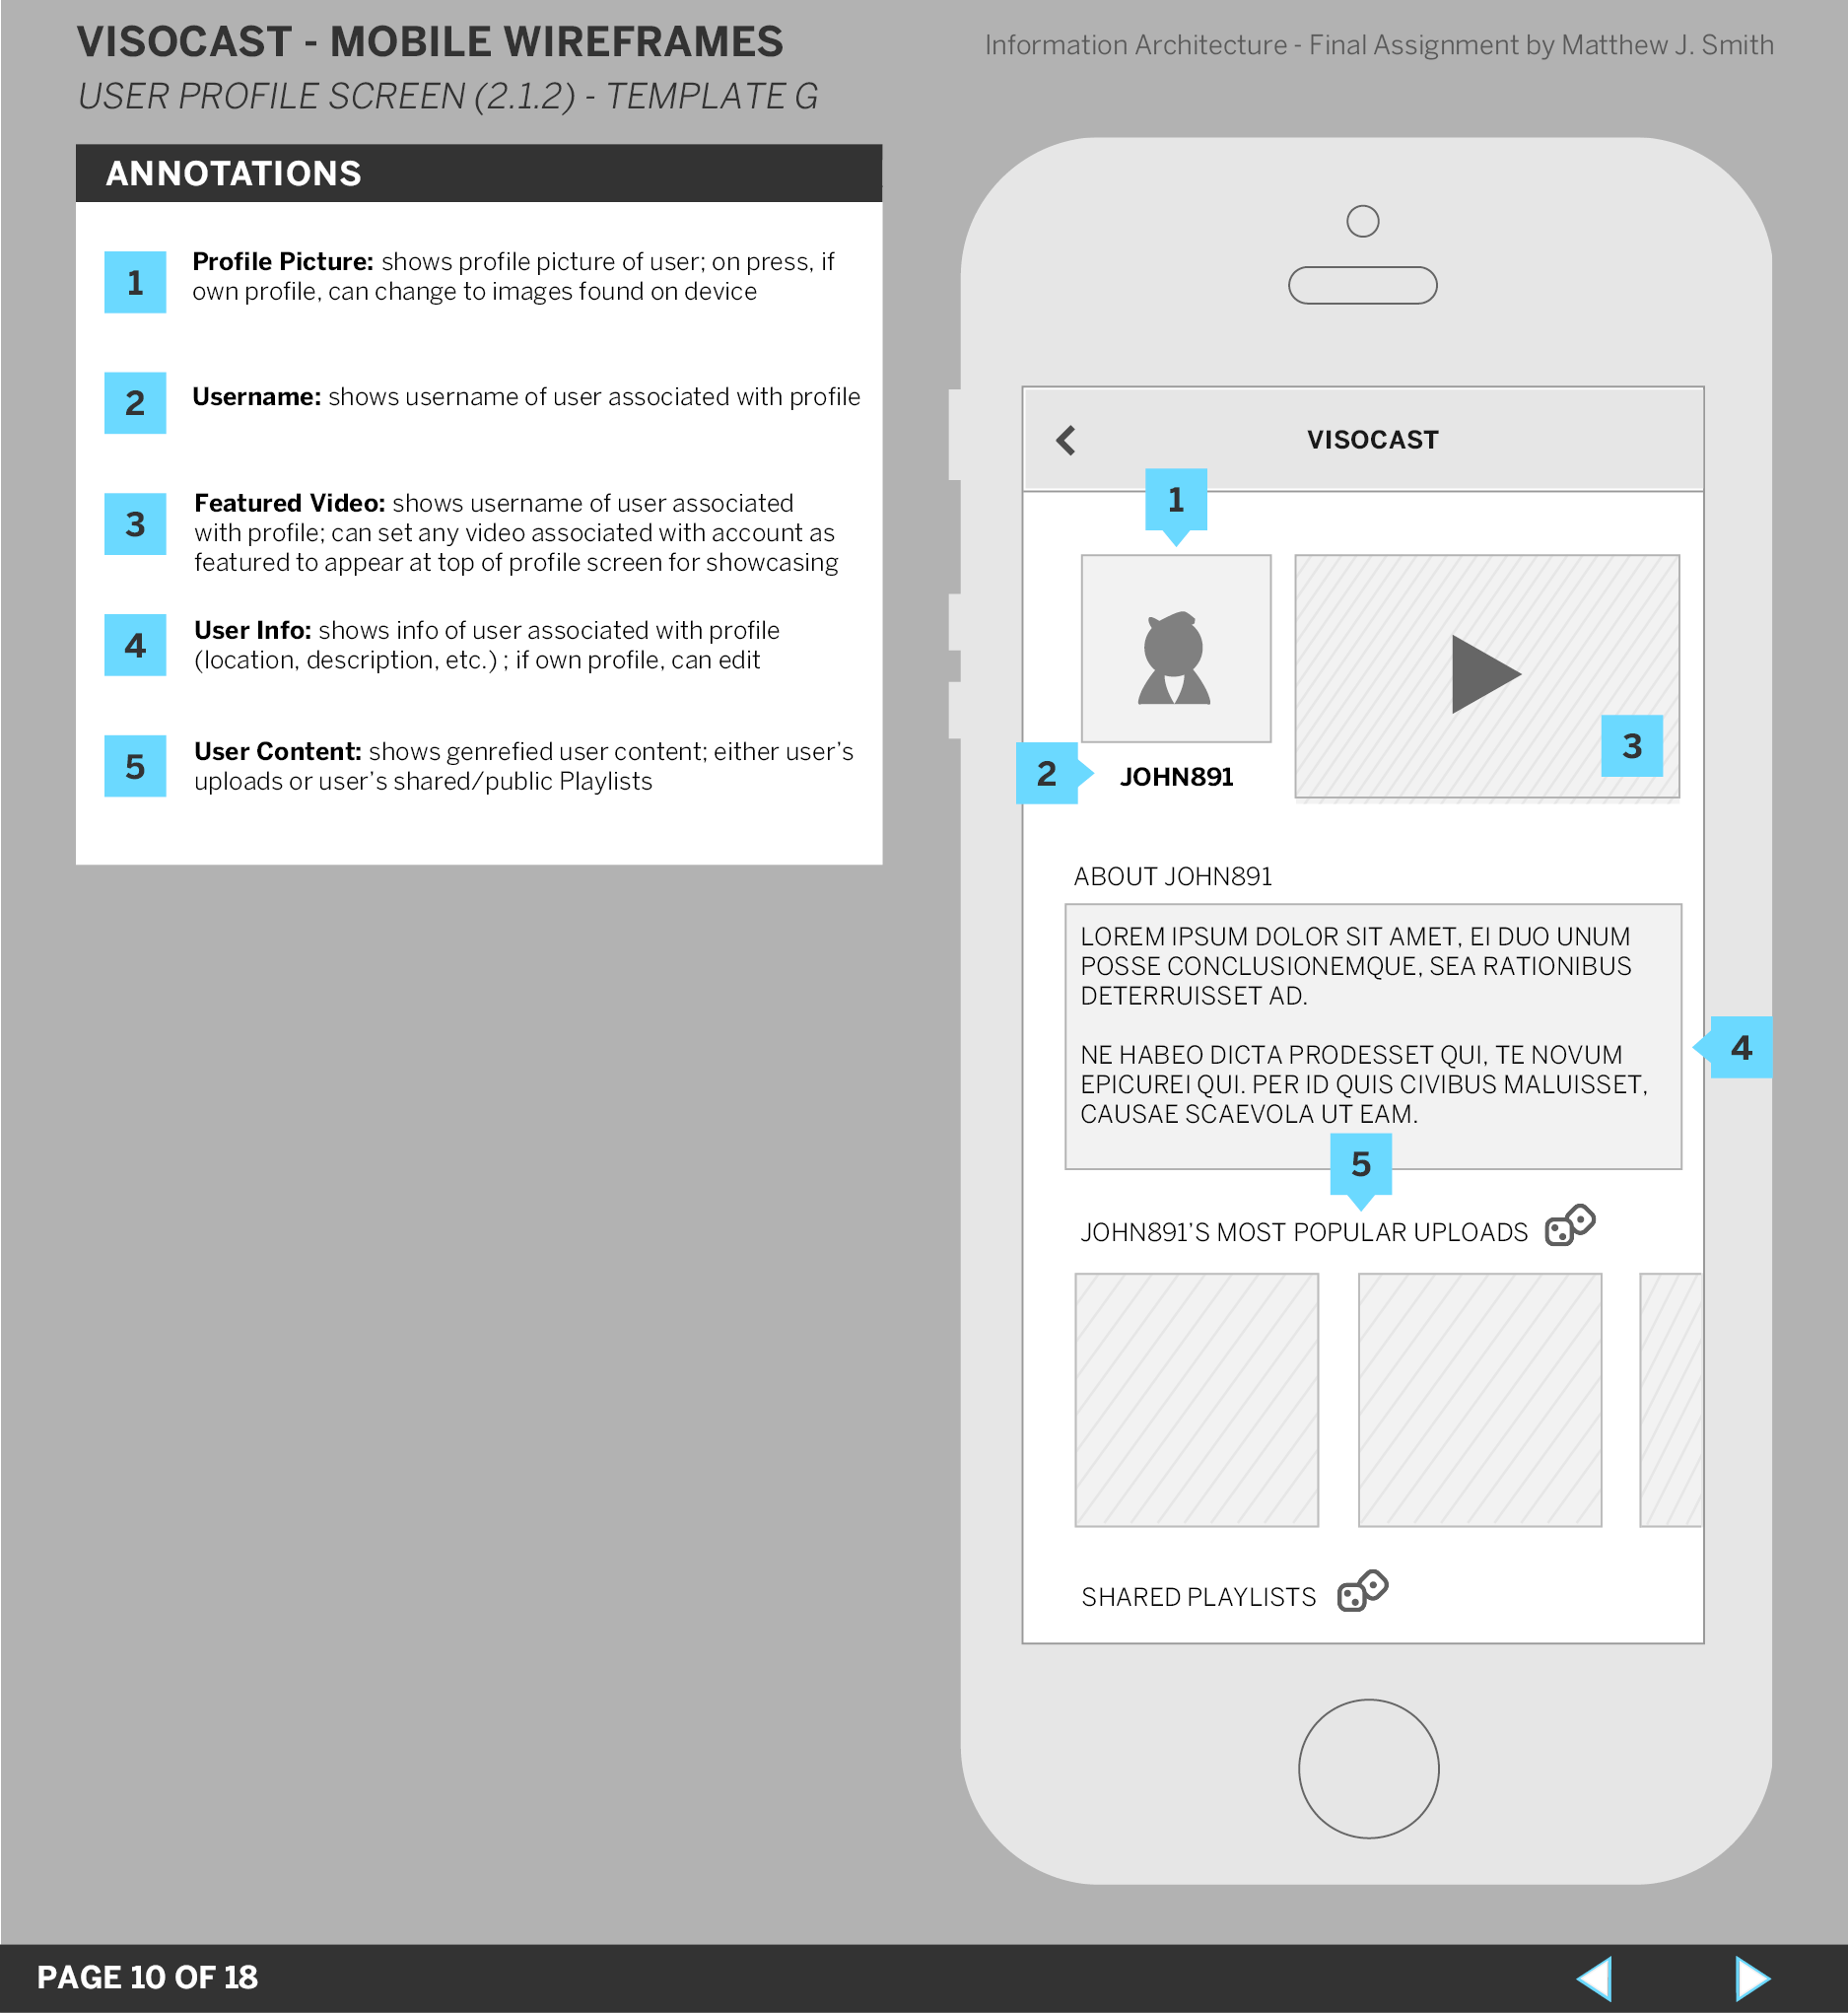 VISOCAST - MOBILE WIREFRAMES
Information Architecture - Final Assignment by Matthew J. Smith
USER PROFILE SCREEN (2.1.2) - TEMPLATE G
ANNOTATIONS
1
Profile Picture: shows profile picture of user; on press, if
own profile, can change to images found on device
2
Username: shows username of user associated with profile
3
Featured Video: shows username of user associated
with profile; can set any video associated with account as
featured to appear at top of profile screen for showcasing
4
User Info: shows info of user associated with profile
(location, description, etc.) ; if own profile, can edit
5
User Content: shows genrefied user content; either user’s
uploads or user’s shared/public Playlists
VISOCAST
1
3
2
JOHN891
ABOUT JOHN891
LOREM IPSUM DOLOR SIT AMET, EI DUO UNUM
POSSE CONCLUSIONEMQUE, SEA RATIONIBUS
DETERRUISSET AD.
NE HABEO DICTA PRODESSET QUI, TE NOVUM
EPICUREI QUI. PER ID QUIS CIVIBUS MALUISSET,
CAUSAE SCAEVOLA UT EAM.
4
5
JOHN891’S MOST POPULAR UPLOADS
SHARED PLAYLISTS
PAGE 10 OF 18